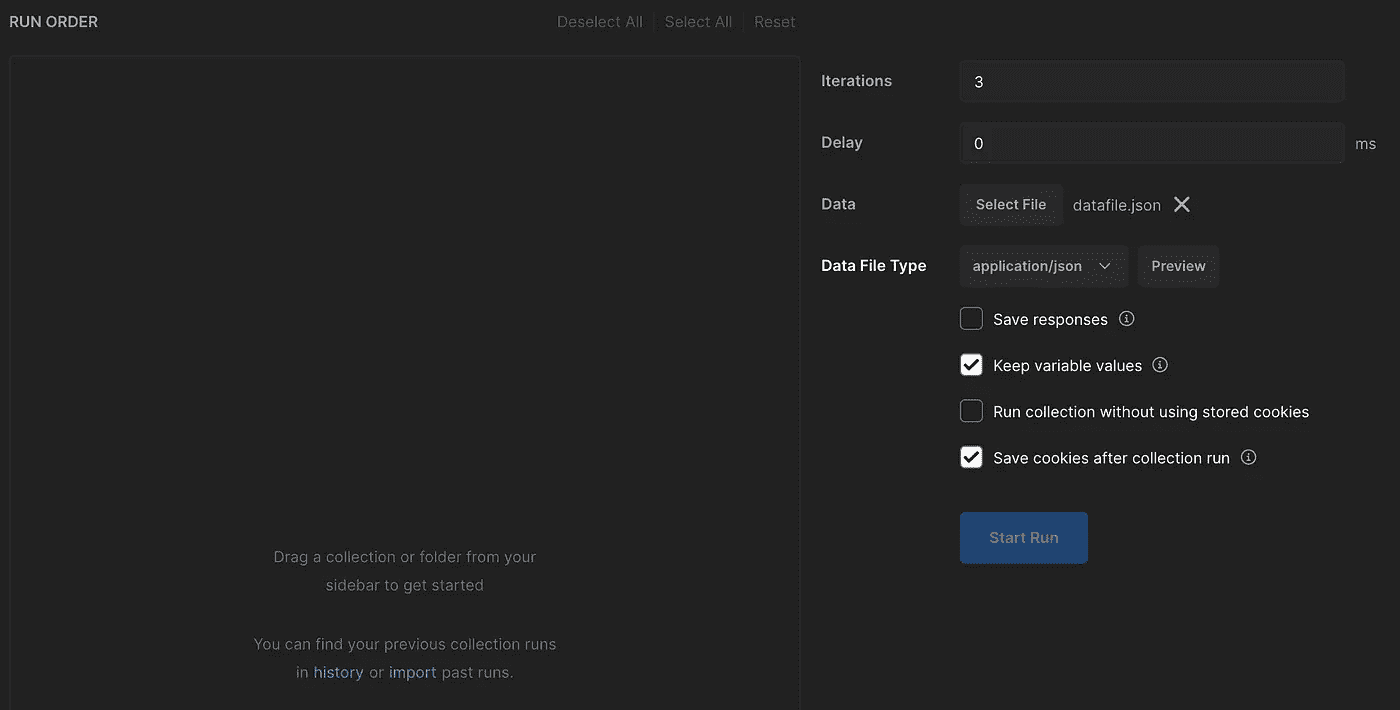 RUN ORDER
Deselect All
Select All
Reset
Iterations
3
Delay
0
ms
Data
Select File
datafile.json
Data File Type
application/json
Preview
Save responses
Keep variable values
Run collection without using stored cookies
Save cookies after collection run
Start Run
Drag a collection or folder from your
sidebar to get started
You can find your previous collection runs
in history or import past runs.